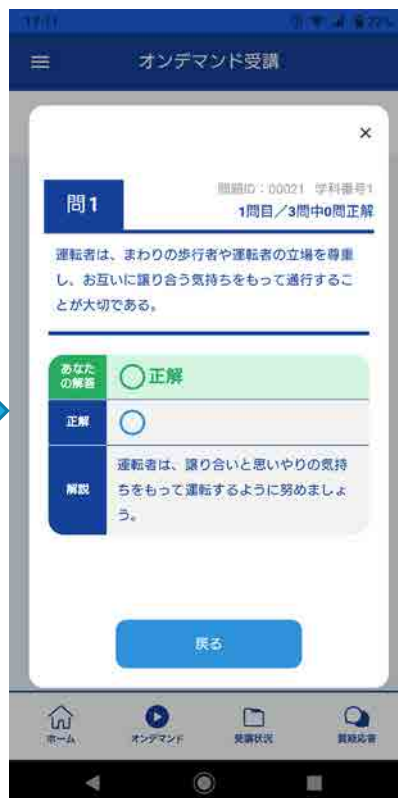 17:11
22%
オンデマンド受講
×
問1
問題ID：00021 学科番号1
1問目／3問中0問正解
運転者は、まわりの歩行者や運転者の立場を尊重
し、お互いに譲り合う気持ちをもって通行するこ
とが大切である。
あなた
の解答
○正解
正解
○
解説
運転者は、譲り合いと思いやりの気持
ちをもって運転するように努めましょ
う。
戻る
ホーム
オンデマンド
受講状況
質疑応答